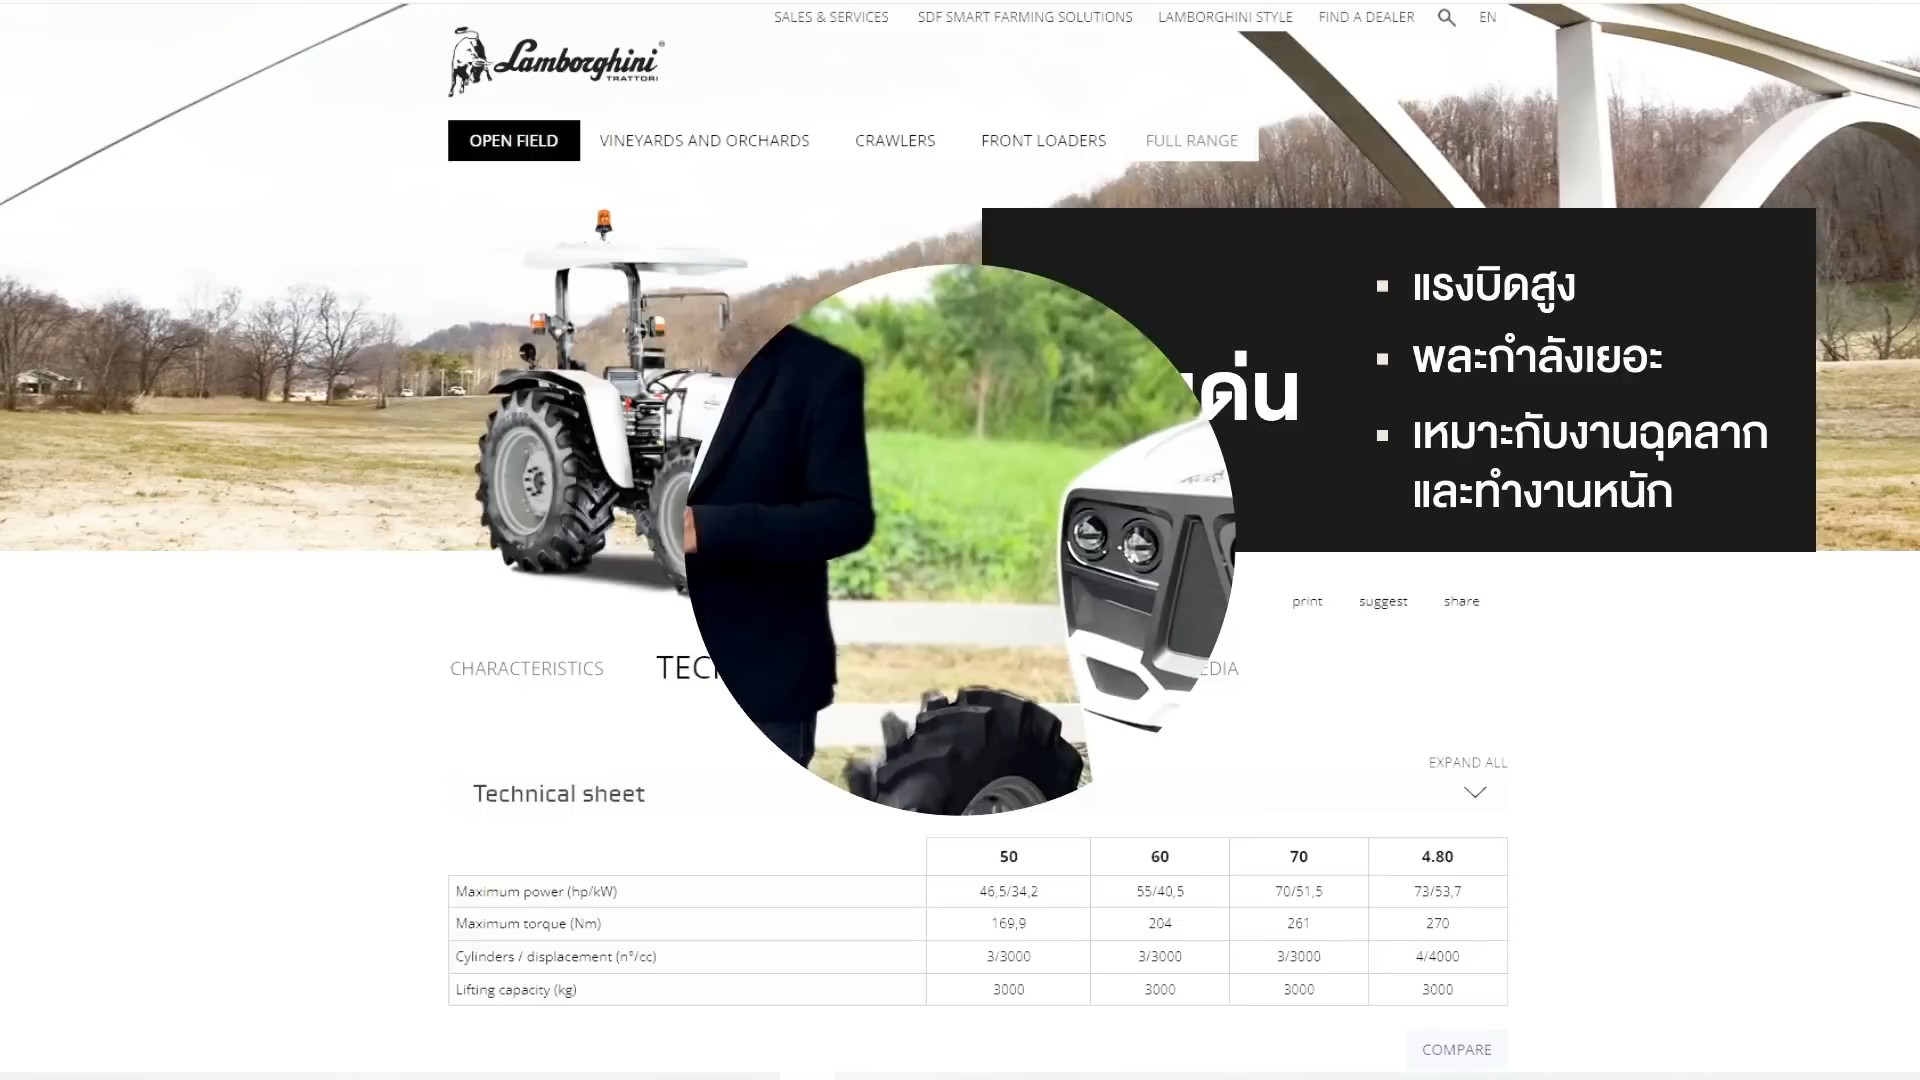 SALES & SERVICES SDF SMART FARMING SOLUTIONS LAMBORGHINI STYLE FIND A DEALER EN
Lamborghini®
TRATTORI
OPEN FIELD VINEYARDS AND ORCHARDS CRAWLERS FRONT LOADERS FULL RANGE
แรงบิดสูง
พละกำลังเยอะ
เหมาะกับงานฉุดลาก
และทำงานหนัก
print suggest share
CHARACTERISTICS
EXPAND ALL
Technical sheet
50 60 70 4.80
Maximum power (hp/kW) 46,5/34,2 55/40,5 70/51,5 73/53,7
Maximum torque (Nm) 169,9 204 261 270
Cylinders / displacement (n°/cc) 3/3000 3/3000 3/3000 4/4000
Lifting capacity (kg) 3000 3000 3000 3000
COMPARE